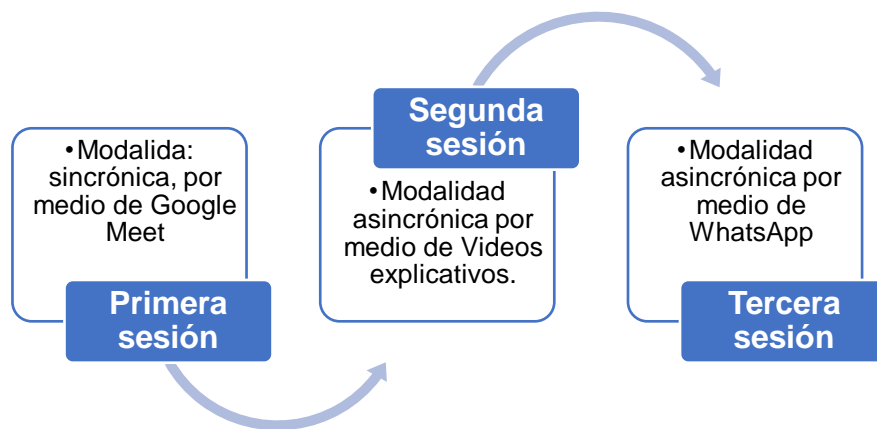 •Modalida:
sincrónica, por
medio de Google
Meet
Primera
sesión
Segunda
sesión
•Modalidad
asincrónica por
medio de Videos
explicativos.
•Modalidad
asincrónica por
medio de
WhatsApp
Tercera
sesión